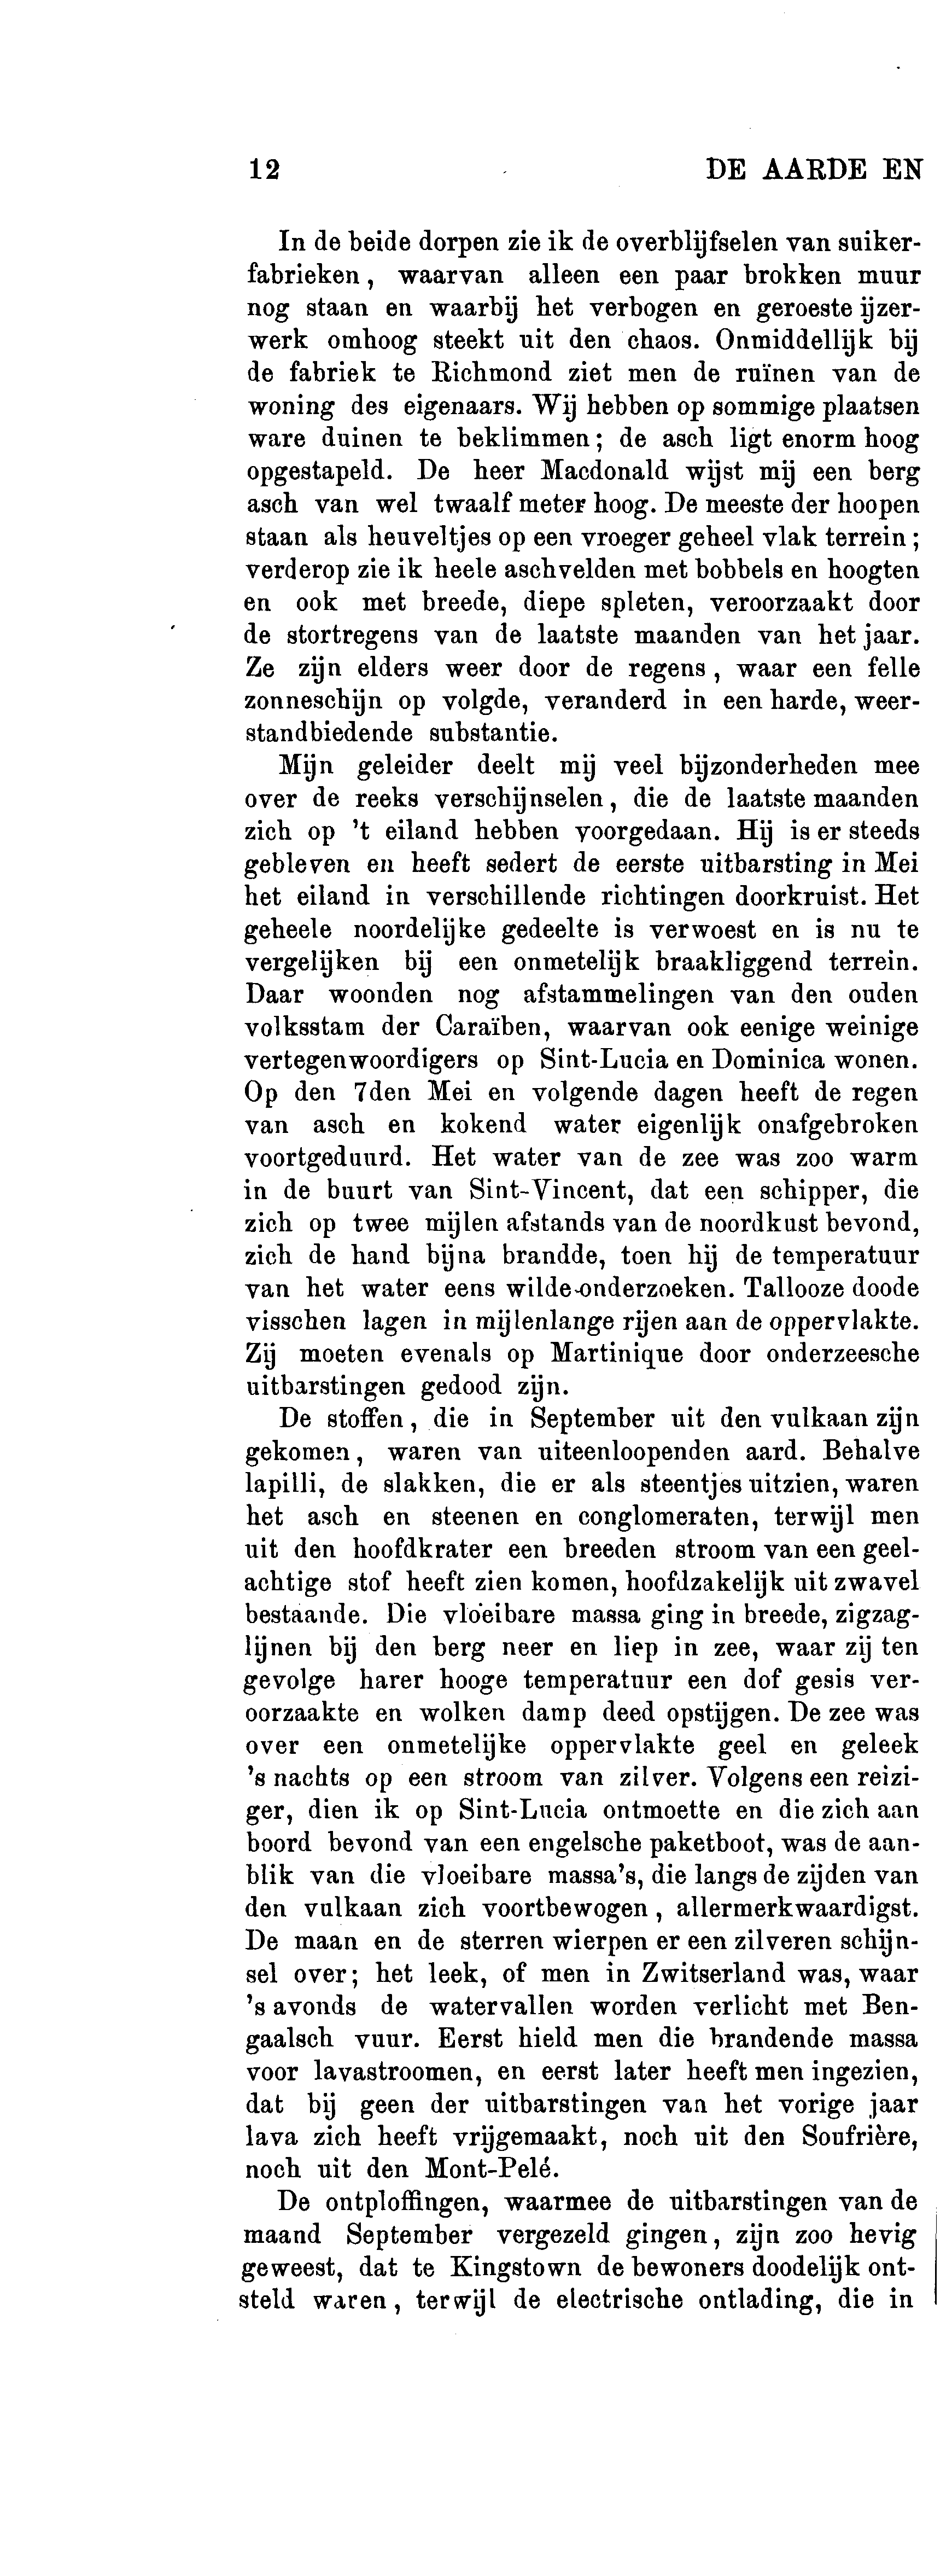 12 DE AARDE EN
In de beide dorpen zie ik de overblijfselen van suiker-
fabrieken, waarvan alleen een paar brokken muur
nog staan en waarbij het verbogen en geroeste ijzer-
werk omhoog steekt uit den chaos. Onmiddellijk bij
de fabriek te Richmond ziet men de ruïnen van de
woning des eigenaars. Wij hebben op sommige plaatsen
ware duinen te beklimmen; de asch ligt enorm hoog
opgestapeld. De heer Macdonald wijst mij een berg
asch van wel twaalf meter hoog. De meeste der hoopen
staan als heuveltjes op een vroeger geheel vlak terrein;
verderop zie ik heele aschvelden met bobbels en hoogten
en ook met breede, diepe spleten, veroorzaakt door
de stortregens van de laatste maanden van het jaar.
Ze zijn elders weer door de regens, waar een felle
zonneschijn op volgde, veranderd in een harde, weer-
standbiedende substantie.
Mijn geleider deelt mij veel bijzonderheden mee
over de reeks verschijnselen, die de laatste maanden
zich op 't eiland hebben voorgedaan. Hij is er steeds
gebleven en heeft sedert de eerste uitbarsting in Mei
het eiland in verschillende richtingen doorkruist. Het
geheele noordelijke gedeelte is verwoest en is nu te
vergelijken bij een onmetelijk braakliggend terrein.
Daar woonden nog afstammelingen van den ouden
volksstam der Caraïben, waarvan ook eenige weinige
vertegenwoordigers op Sint-Lucia en Dominica wonen.
Op den 7den Mei en volgende dagen heeft de regen
van asch en kokend water eigenlijk onafgebroken
voortgeduurd. Het water van de zee was zoo warm
in de buurt van Sint-Vincent, dat een schipper, die
zich op twee mijlen afstands van de noordkust bevond,
zich de hand bijna brandde, toen hij de temperatuur
van het water eens wilde onderzoeken. Tallooze doode
visschen lagen in mijlenlange rijen aan de oppervlakte.
Zij moeten evenals op Martinique door onderzeesche
uitbarstingen gedood zijn.
De stoffen, die in September uit den vulkaan zijn
gekomen, waren van uiteenloopenden aard. Behalve
lapilli, de slakken, die er als steentjes uitzien, waren
het asch en steenen en conglomeraten, terwijl men
uit den hoofdkrater een breeden stroom van een geel-
achtige stof heeft zien komen, hoofdzakelijk uit zwavel
bestaande. Die vloeibare massa ging in breede, zigzag-
lijnen bij den berg neer en liep in zee, waar zij ten
gevolge harer hooge temperatuur een dof gesis ver-
oorzaakte en wolken damp deed opstijgen. De zee was
over een onmetelijke oppervlakte geel en geleek
's nachts op een stroom van zilver. Volgens een reizi-
ger, dien ik op Sint-Lucia ontmoette en die zich aan
boord bevond van een engelsche paketboot, was de aan-
blik van die vloeibare massa's, die langs de zijden van
den vulkaan zich voortbewogen, allermerkwaardigst.
De maan en de sterren wierpen er een zilveren schijn-
sel over; het leek, of men in Zwitserland was, waar
's avonds de watervallen worden verlicht met Ben-
gaalsch vuur. Eerst hield men die brandende massa
voor lavastroomen, en eerst later heeft men ingezien,
dat bij geen der uitbarstingen van het vorige jaar
lava zich heeft vrijgemaakt, noch uit den Soufrière,
noch uit den Mont-Pelé.
De ontploffingen, waarmee de uitbarstingen van de
maand September vergezeld gingen, zijn zoo hevig
geweest, dat te Kingstown de bewoners doodelijk ont-
steld waren, terwijl de electrische ontlading, die in